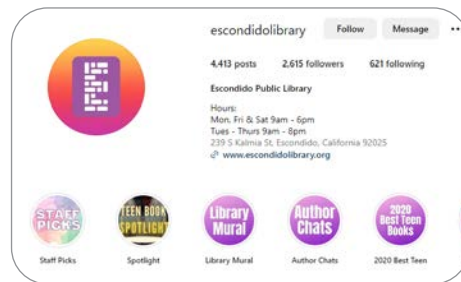 escondidolibrary Follow Message ...
4,413 posts 2,615 followers 621 following
Escondido Public Library
Hours:
Mon. Fri & Sat 9am - 6pm
Tues - Thurs 9am - 8pm
239 S Kalmia St, Escondido, California 92025
www.escondidolibrary.org
STAFF
PICKS
TEEN BOOK
SPOTLIGHT
Library
Mural
Author
Chats
2020
Best Teen
Books
Staff Picks Spotlight Library Mural Author Chats 2020 Best Teen